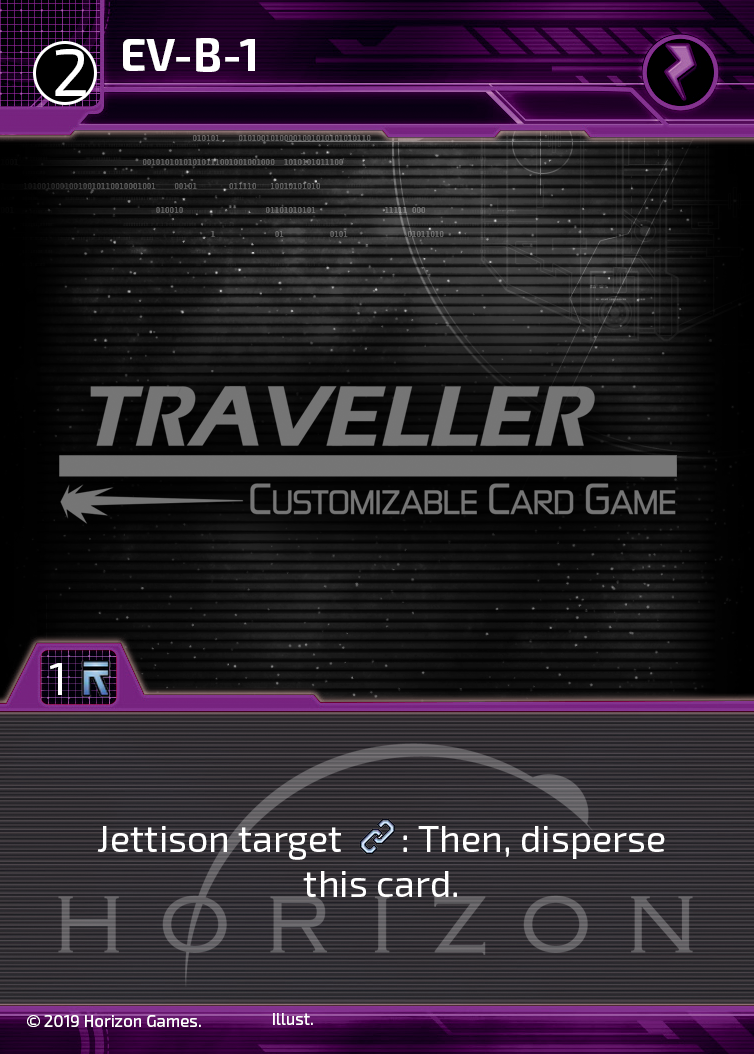 2
EV-B-1
TRAVELLER
CUSTOMIZABLE CARD GAME
1
Jettison target : Then, disperse
this card.
HORIZON
© 2019 Horizon Games.
Illust.